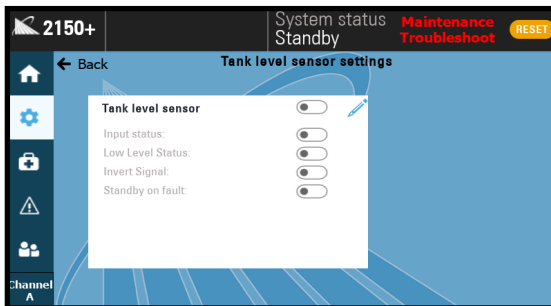 2150+
System status
Standby
Maintenance
Troubleshoot
RESET
← Back
Tank level sensor settings
Tank level sensor
Input status:
Low Level Status:
Invert Signal:
Standby on fault:
Channel
A